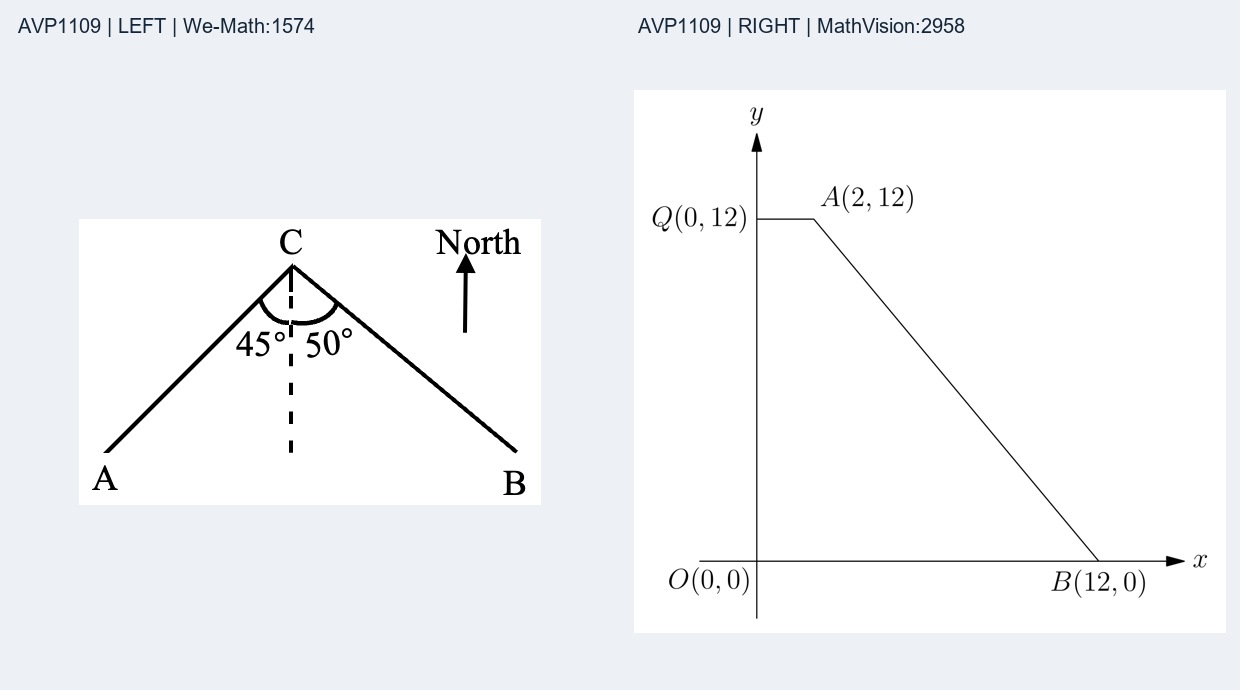 AVP1109 | LEFT | We-Math:1574
C
North
45° 50°
A
B
AVP1109 | RIGHT | MathVision:2958
y
A(2, 12)
Q(0, 12)
x
O(0, 0)
B(12, 0)